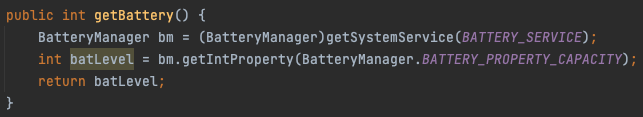 public int getBattery() {
    BatteryManager bm = (BatteryManager)getSystemService(BATTERY_SERVICE);
    int batLevel = bm.getIntProperty(BatteryManager.BATTERY_PROPERTY_CAPACITY);
    return batLevel;
}